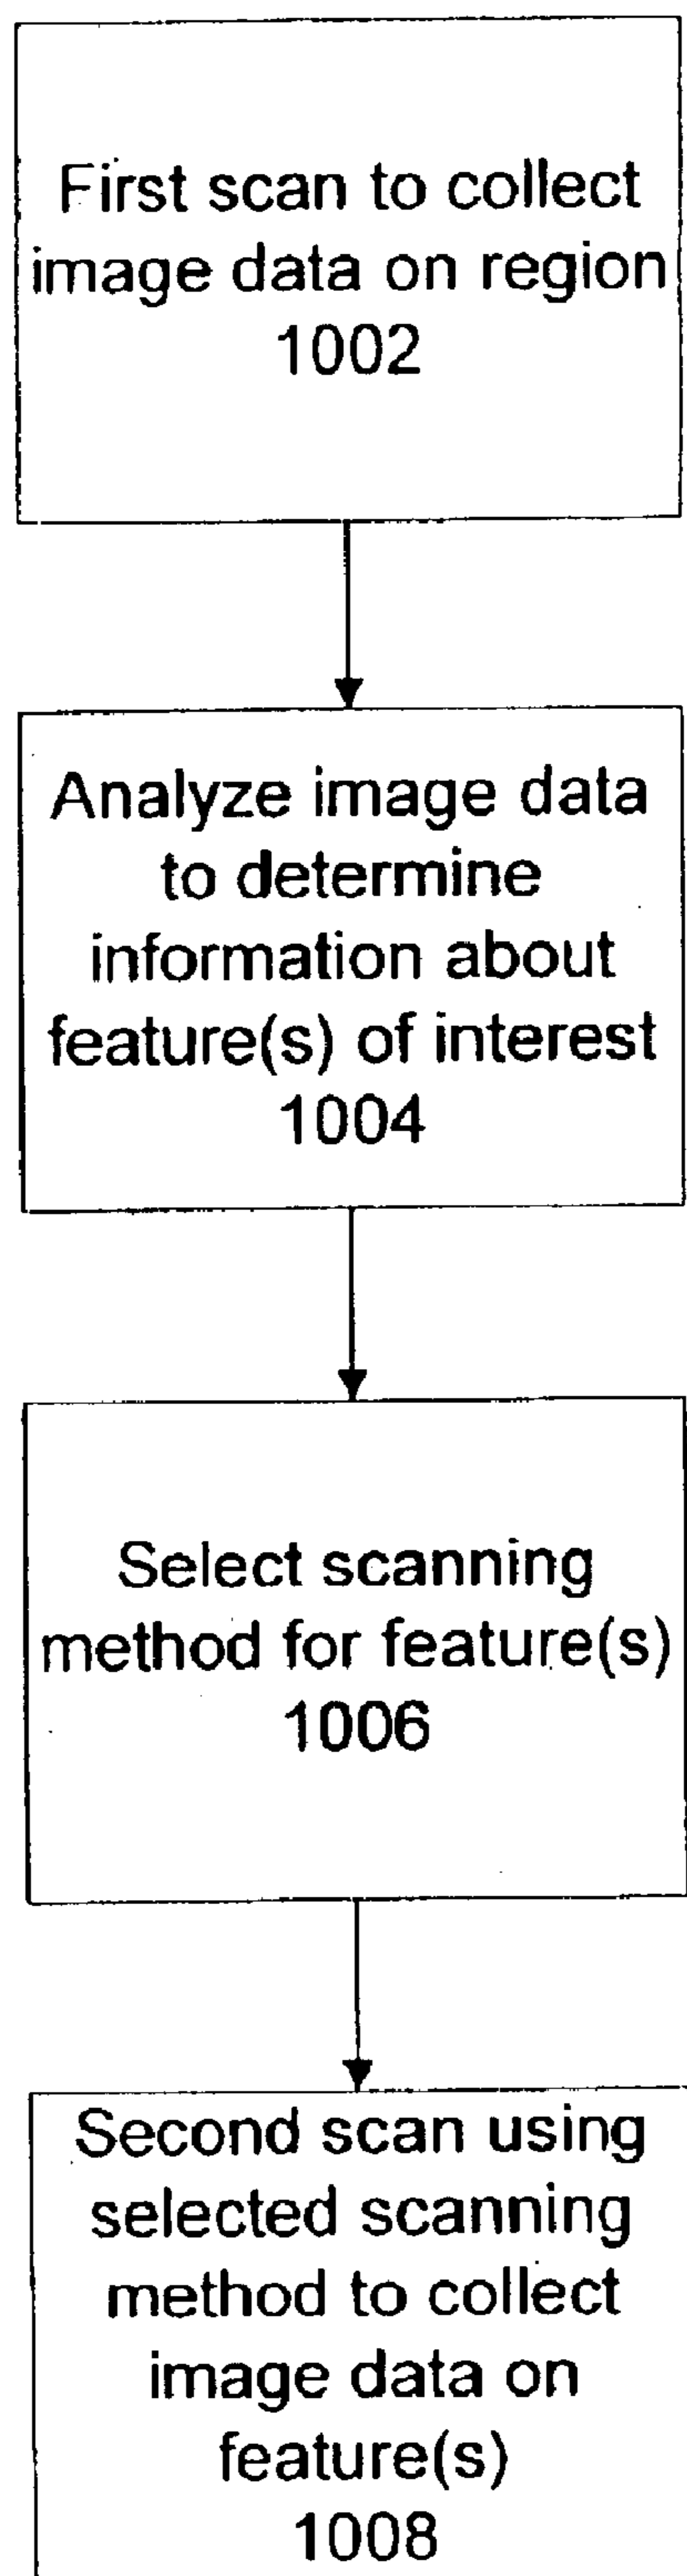 First scan to collect
image data on region
1002
Analyze image data
to determine
information about
feature(s) of interest
1004
Select scanning
method for feature(s)
1006
Second scan using
selected scanning
method to collect
image data on
feature(s)
1008